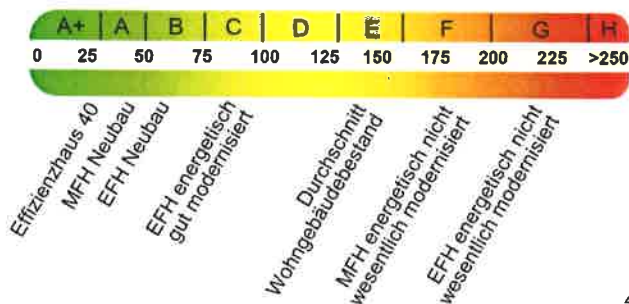 A+ A B C D E F G H
0 25 50 75 100 125 150 175 200 225 >250
Effizienzhaus 40
MFH Neubau
EFH Neubau
EFH energetisch
gut modernisiert
Durchschnitt
Wohngebäudebestand
MFH energetisch nicht
wesentlich modernisiert
EFH energetisch nicht
wesentlich modernisiert